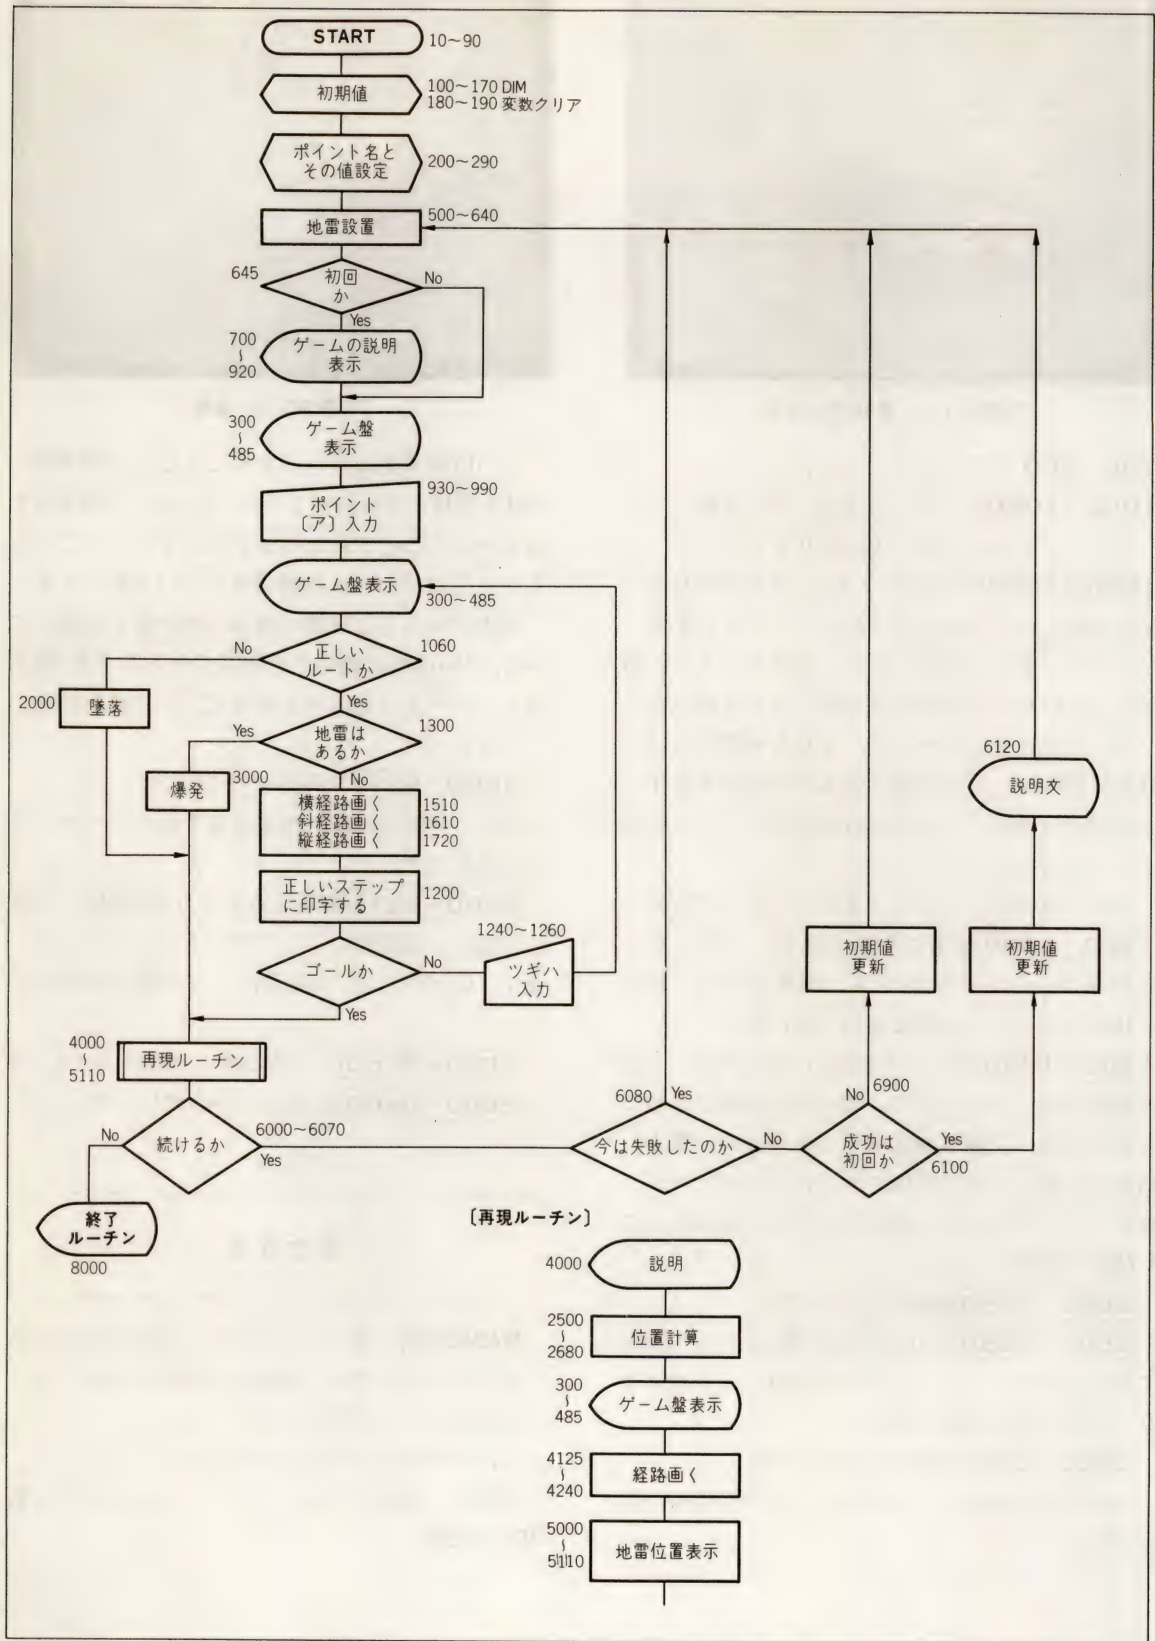 START
10~90
初期値
100~170 DIM
180~190 変数クリア
ポイント名と
その値設定
200~290
地雷設置
500~640
645
初回
か
No
Yes
700
~
920
ゲームの説明
表示
300
~
485
ゲーム盤
表示
930~990
ポイント
〔ア〕入力
ゲーム盤表示
300~485
No
正しい
ルートか
1060
Yes
2000
墜落
Yes
地雷は
あるか
1300
No
6120
説明文
3000
爆発
横経路画く
斜経路画く
縦経路画く
1510
1610
1720
正しいステップ
に印字する
1200
1240~1260
ゴールか
No
ツギハ
入力
Yes
初期値
更新
初期値
更新
4000
~
5110
再現ルーチン
No
続けるか
6000~6070
Yes
6080
Yes
今は失敗したのか
No
No
6900
成功は
初回か
Yes
6100
終了
ルーチン
8000
〔再現ルーチン〕
4000
説明
2500
~
2680
位置計算
300
~
485
ゲーム盤表示
4125
~
4240
経路画く
5000
~
5110
地雷位置表示